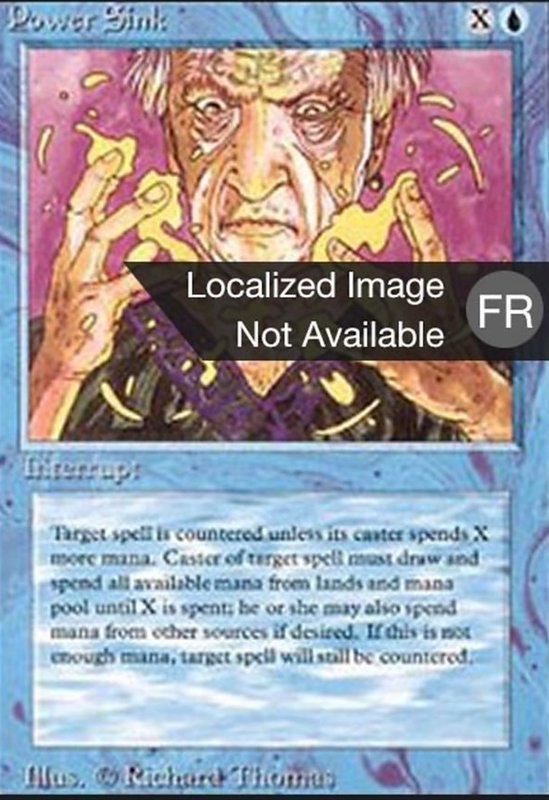 Power Sink X
Localized Image
Not Available
FR
Interrupt
Target spell is countered unless its caster spends X
more mana. Caster of target spell must draw and
spend all available mana from lands and mana
pool until X is spent; he or she may also spend
mana from other sources if desired. If this is not
enough mana, target spell will still be countered.
Illus. © Richard Thomas